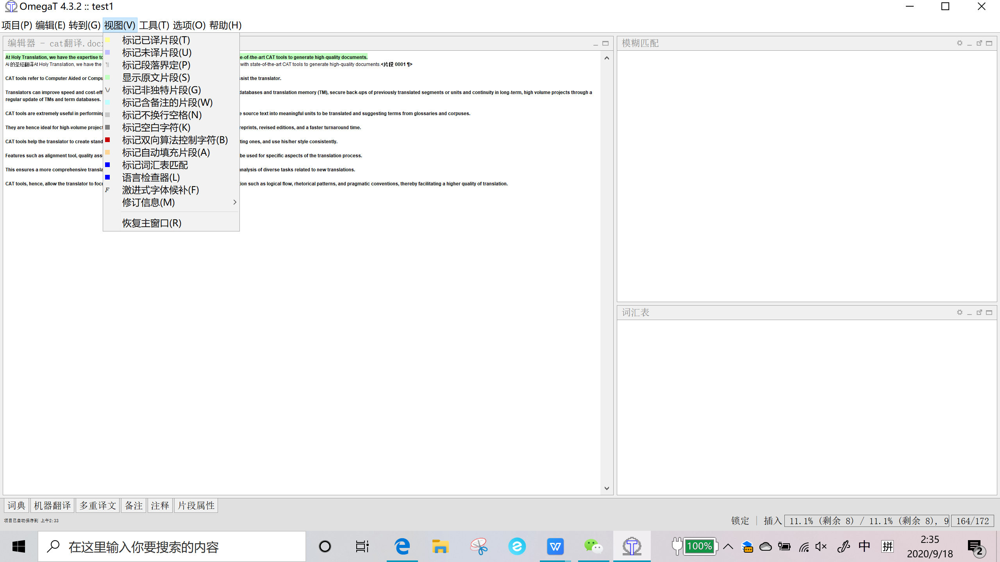 OmegaT 4.3.2 :: test1
项目(P) 编辑(E) 转到(G) 视图(V) 工具(T) 选项(O) 帮助(H)
编辑器 - cat翻译.docx
标记已译片段(T)
标记未译片段(U)
标记段落界定(P)
显示原文片段(S)
标记非独特片段(G)
标记含备注的片段(W)
标记不换行空格(N)
标记空白字符(K)
标记双向算法控制字符(B)
标记自动填充片段(A)
标记词汇表匹配
语言检查器(L)
激进式字体候补(F)
修订信息(M)
恢复主窗口(R)
At Holy Translation, we have the expertise to e-of-the-art CAT tools to generate high-quality documents.
Ai 的圣经翻译At Holy Translation, we have the with state-of-the-art CAT tools to generate high-quality documents.<片段 0001 ¶>
CAT tools refer to Computer Aided or Compu ssist the translator.
Translators can improve speed and cost-effi databases and translation memory (TM), secure back-ups of previously translated segments or units and continuity in long-term, high volume projects through a
regular update of TMs and term databases.
CAT tools are extremely useful in performing e source text into meaningful units to be translated and suggesting terms from glossaries and corpuses.
They are hence ideal for high-volume project reprints, revised editions, and a faster turnaround time.
CAT tools help the translator to create stand ting ones, and use his/her style consistently.
Features such as alignment tool, quality ass be used for specific aspects of the translation process.
This ensures a more comprehensive transla analysis of diverse tasks related to new translations.
CAT tools, hence, allow the translator to focu ion such as logical flow, rhetorical patterns, and pragmatic conventions, thereby facilitating a higher quality of translation.
模糊匹配
词汇表
词典 机器翻译 多重译文 备注 注释 片段属性
项目已自动保存到 上午2:33
锁定 插入 11.1% (剩余 8) / 11.1% (剩余 8), 9 164/172
在这里输入你要搜索的内容
100%
中
拼
2:35
2020/9/18
2